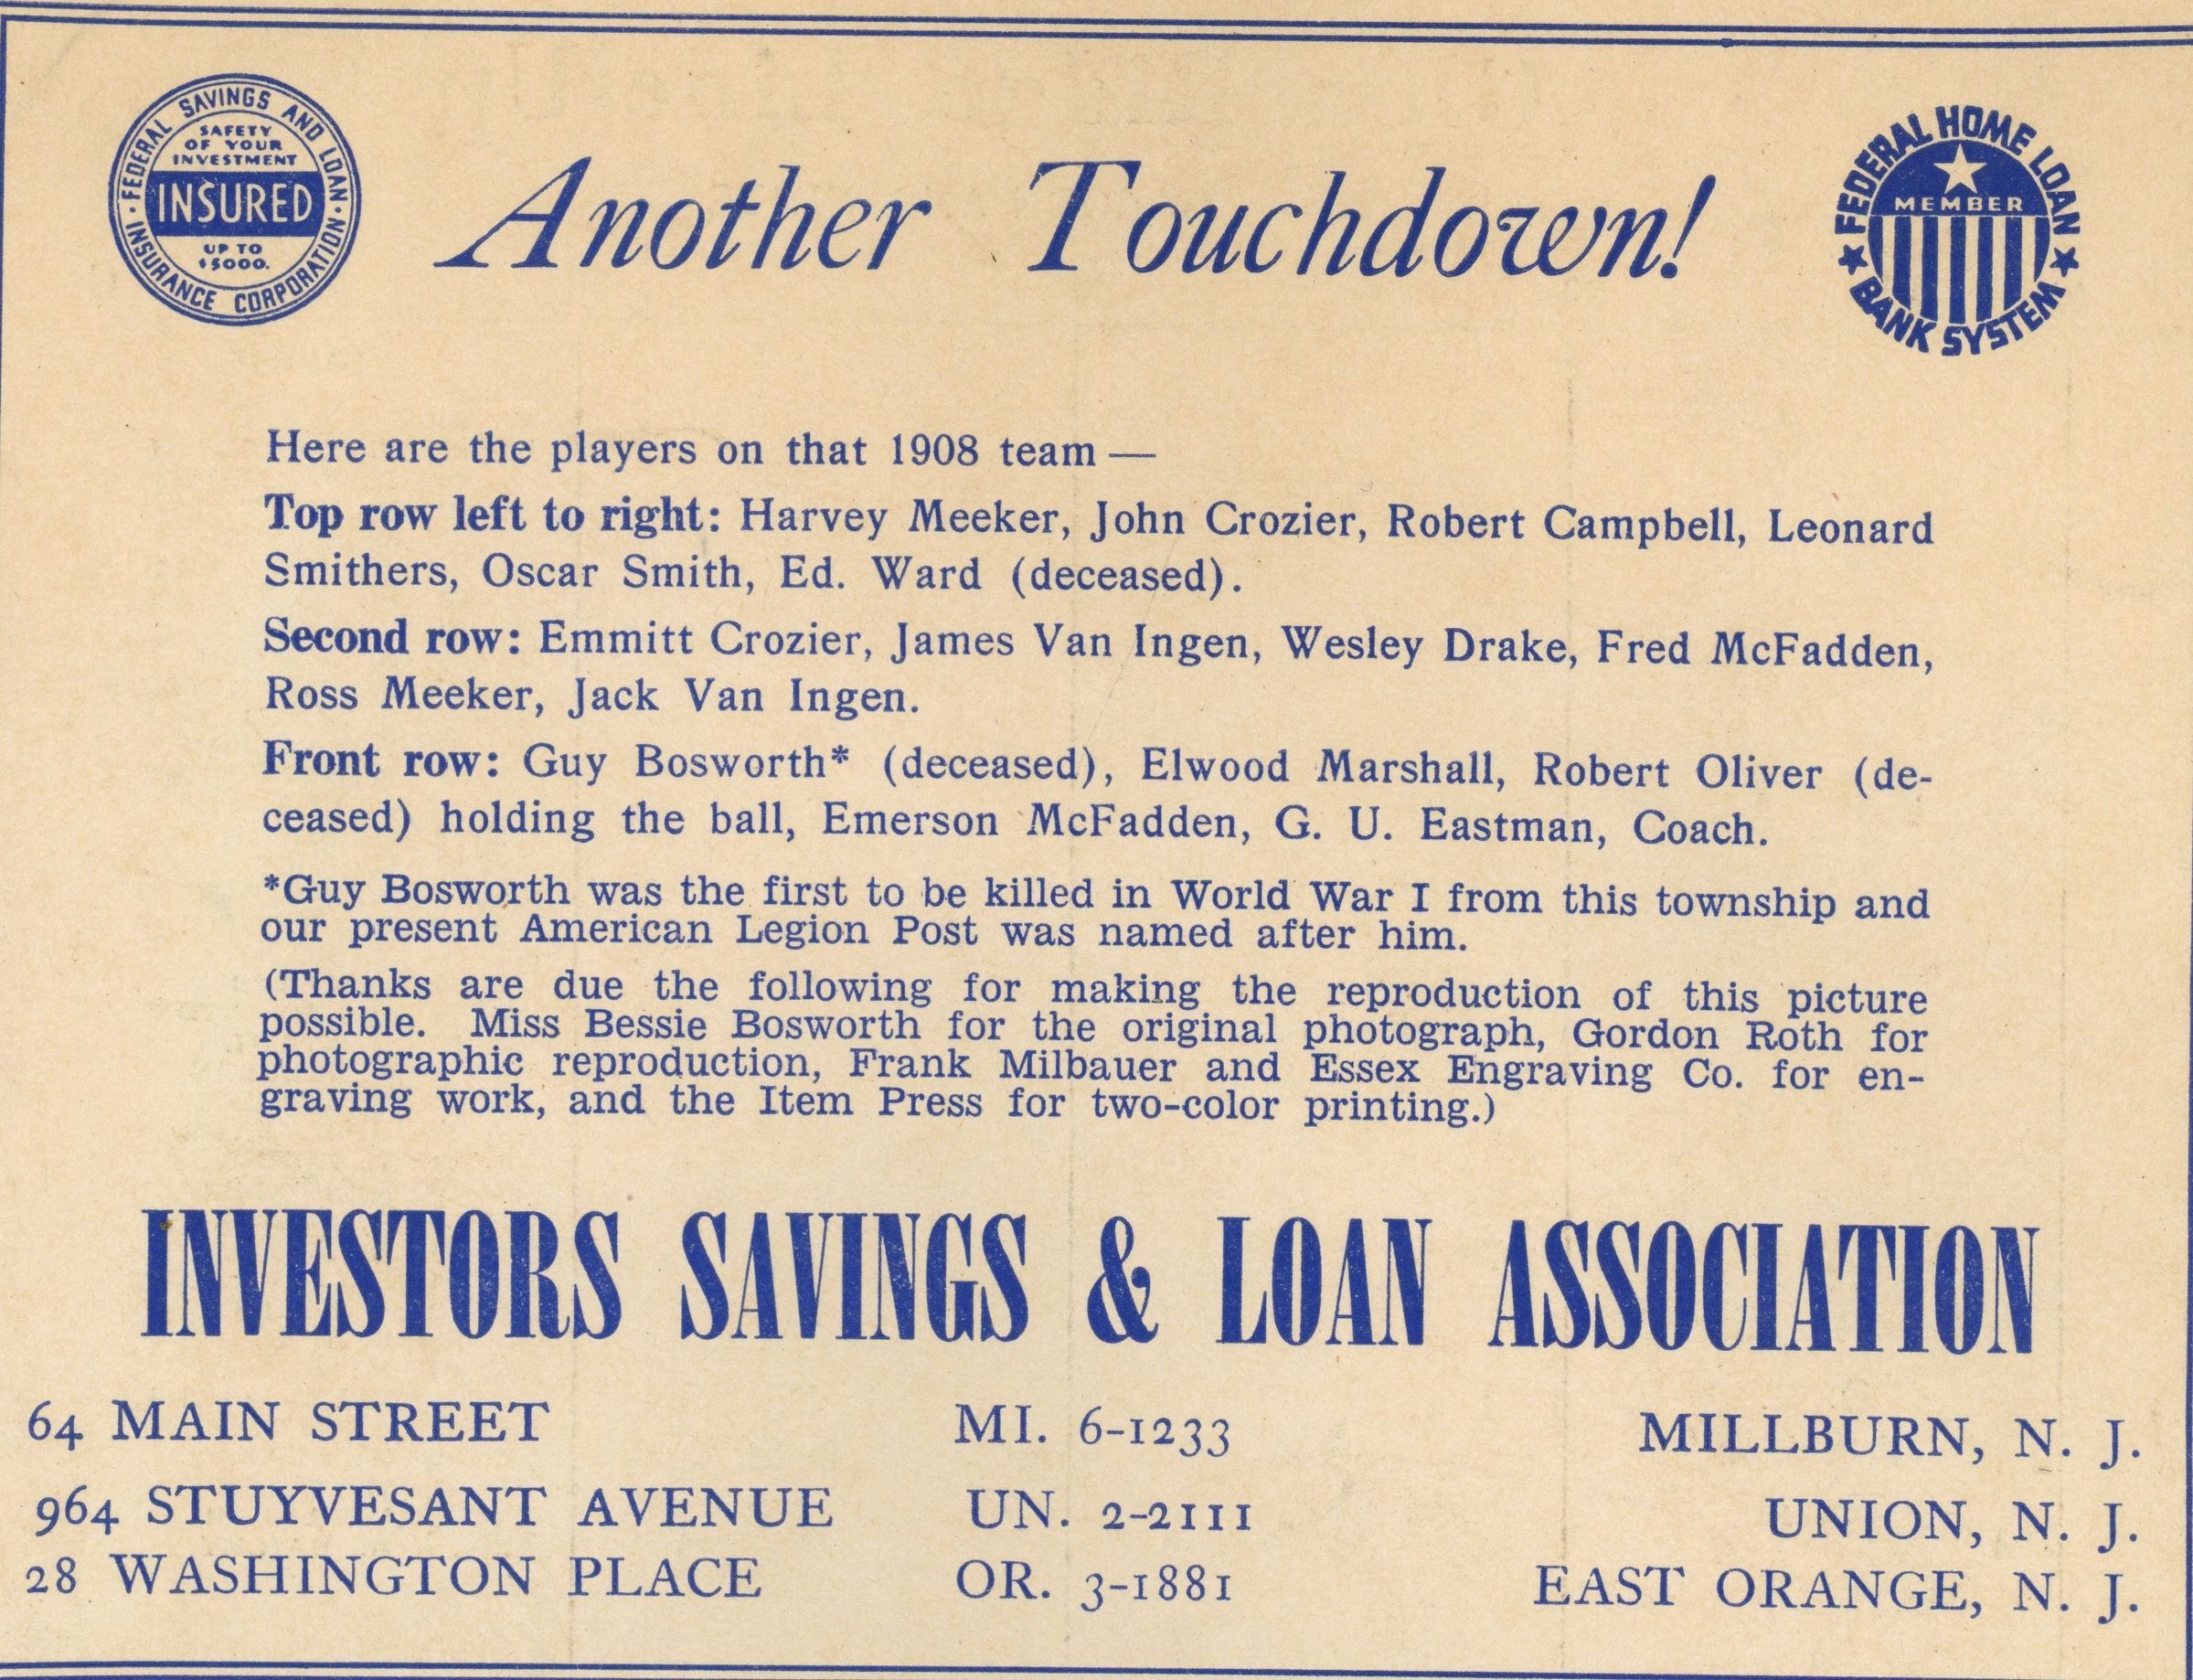 FEDERAL SAVINGS AND LOAN
INSURANCE CORPORATION
SAFETY
OF YOUR
INVESTMENT
INSURED
UP TO
$5000.
Another Touchdown!
FEDERAL HOME LOAN
BANK SYSTEM
MEMBER
Here are the players on that 1908 team —
Top row left to right: Harvey Meeker, John Crozier, Robert Campbell, Leonard
Smithers, Oscar Smith, Ed. Ward (deceased).
Second row: Emmitt Crozier, James Van Ingen, Wesley Drake, Fred McFadden,
Ross Meeker, Jack Van Ingen.
Front row: Guy Bosworth* (deceased), Elwood Marshall, Robert Oliver (de-
ceased) holding the ball, Emerson McFadden, G. U. Eastman, Coach.
*Guy Bosworth was the first to be killed in World War I from this township and
our present American Legion Post was named after him.
(Thanks are due the following for making the reproduction of this picture
possible. Miss Bessie Bosworth for the original photograph, Gordon Roth for
photographic reproduction, Frank Milbauer and Essex Engraving Co. for en-
graving work, and the Item Press for two-color printing.)
INVESTORS SAVINGS & LOAN ASSOCIATION
64 MAIN STREET MI. 6-1233 MILLBURN, N. J.
964 STUYVESANT AVENUE UN. 2-2111 UNION, N. J.
28 WASHINGTON PLACE OR. 3-1881 EAST ORANGE, N. J.